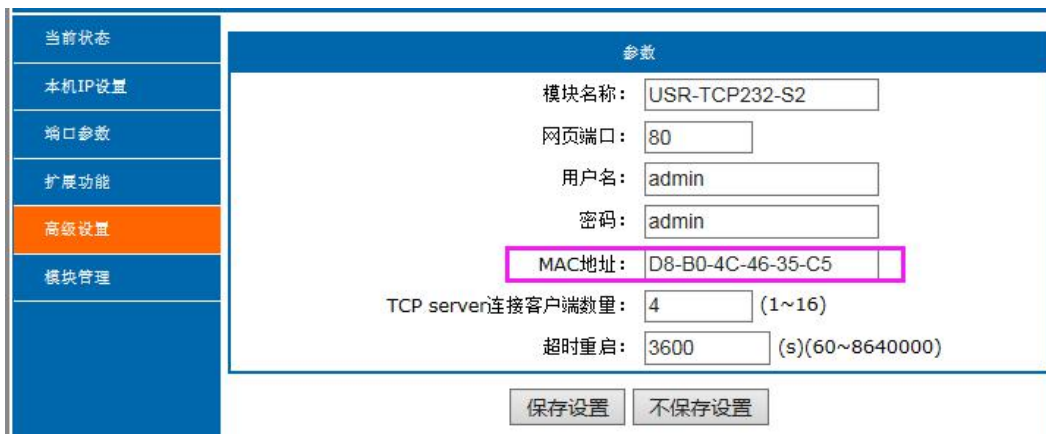 当前状态
本机IP设置
端口参数
扩展功能
高级设置
模块管理
参数
模块名称: USR-TCP232-S2
网页端口: 80
用户名: admin
密码: admin
MAC地址: D8-B0-4C-46-35-C5
TCP server连接客户端数量: 4 (1~16)
超时重启: 3600 (s)(60~8640000)
保存设置 不保存设置